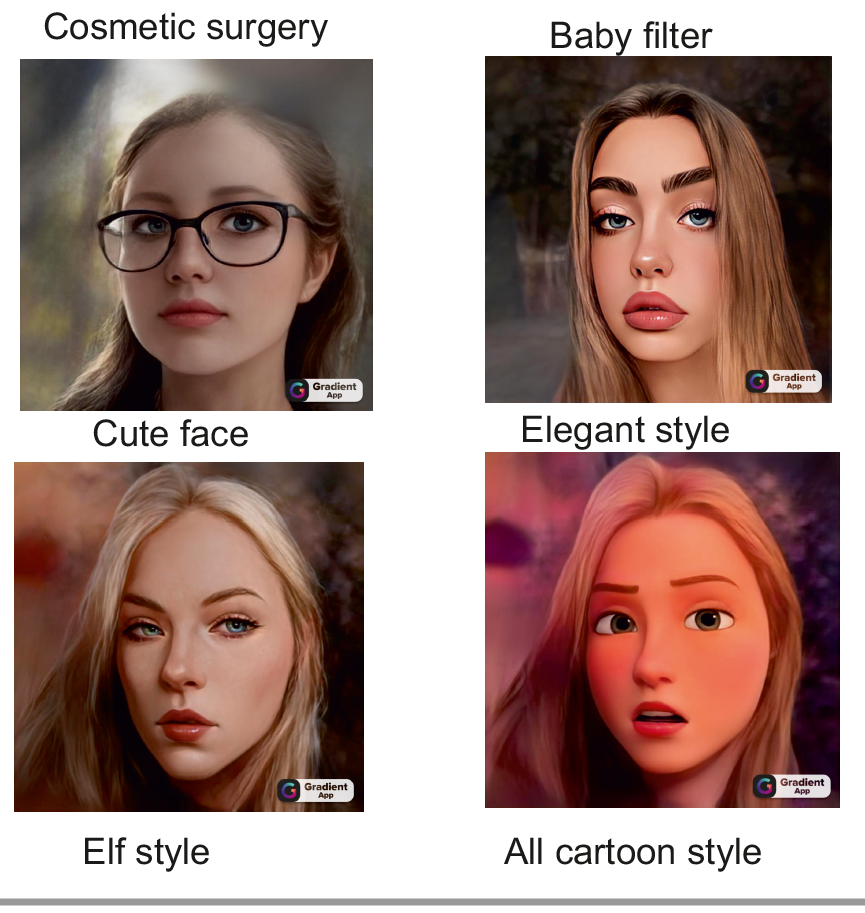 Cosmetic surgery
Baby filter
Gradient
App
Gradient
App
Cute face
Elegant style
Gradient
App
Gradient
App
Elf style
All cartoon style